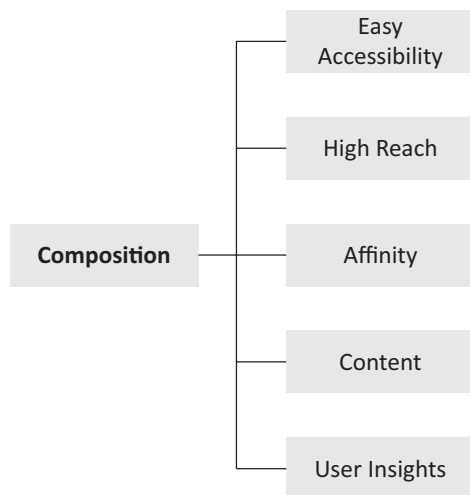 Easy
Accessibility
High Reach
Composition
Affinity
Content
User Insights